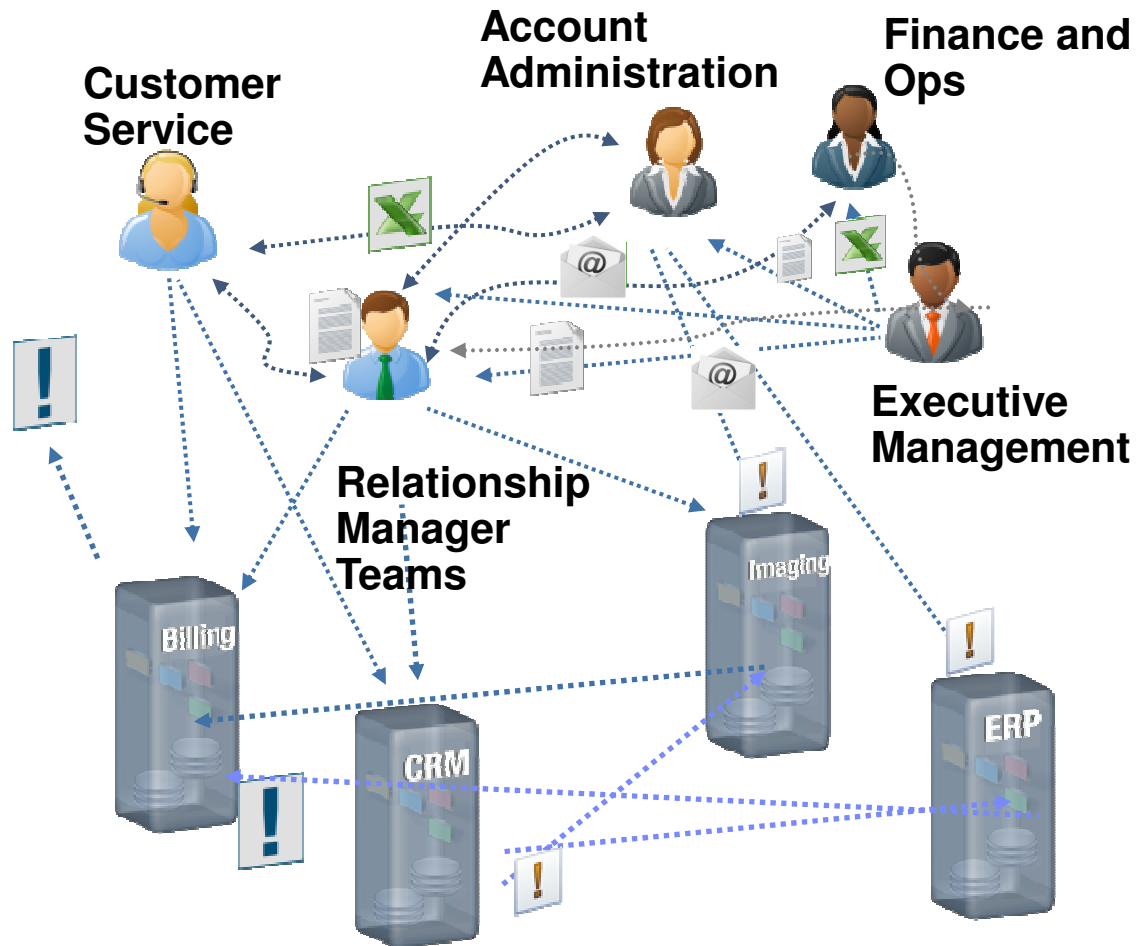 Account
Administration
Finance and
Ops
Customer
Service
@
@
Executive
Management
Relationship
Manager
Teams
Imaging
Billing
ERP
CRM